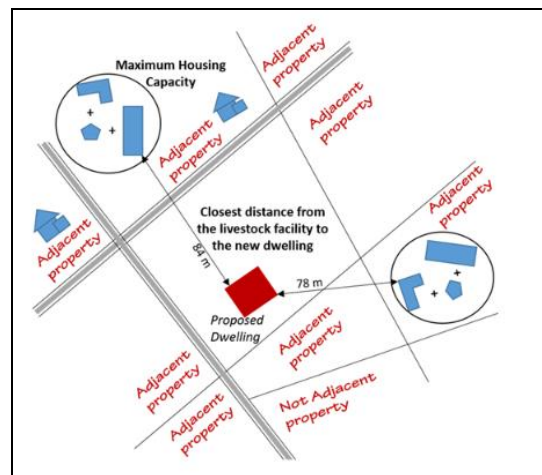 Maximum Housing
Capacity
Adjacent
property
Adjacent
property
Adjacent
property
Adjacent
property
Closest distance from
the livestock facility to
the new dwelling
84 m
78 m
Adjacent
property
Proposed
Dwelling
Adjacent
property
Adjacent
property
Adjacent
property
Not Adjacent
property